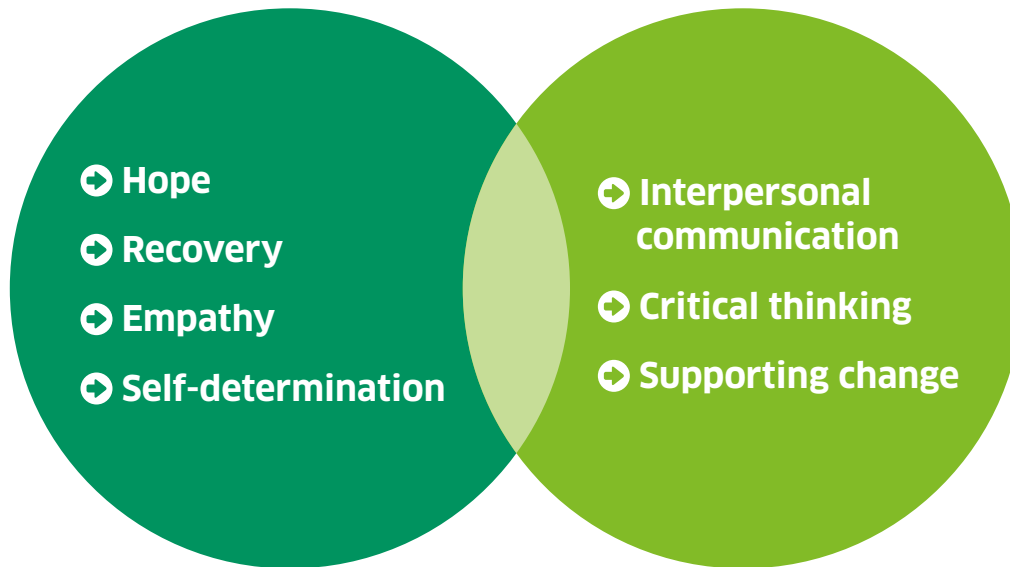 Hope
Recovery
Empathy
Self-determination
Interpersonal
communication
Critical thinking
Supporting change